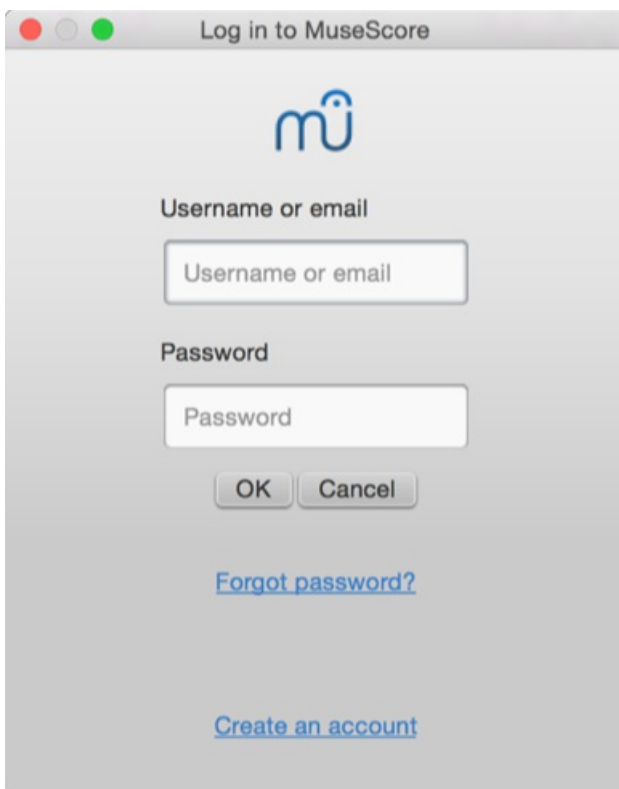 Log in to MuseScore
mu
Username or email
Username or email
Password
Password
OK Cancel
Forgot password?
Create an account